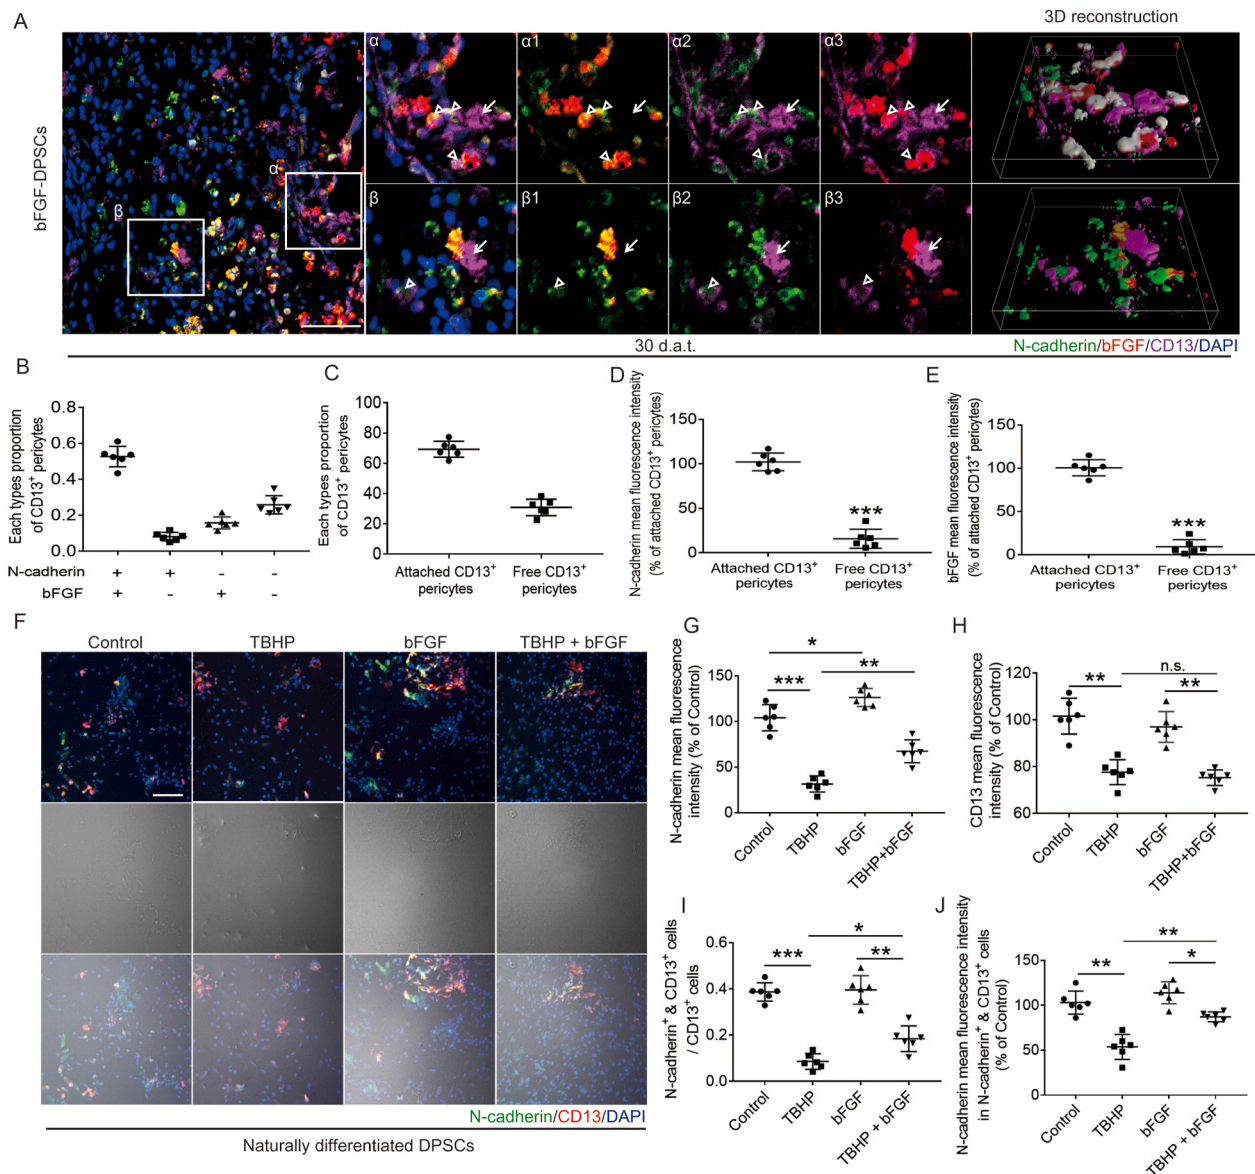 A
3D reconstruction
bFGF-DPSCs
α
β
α
α1
α2
α3
β
β1
β2
β3
30 d.a.t.
N-cadherin/bFGF/CD13/DAPI
B
Each types proportion
of CD13⁺ pericytes
0.8
0.6
0.4
0.2
0.0
N-cadherin + + - -
bFGF + - + -
C
Each types proportion
of CD13⁺ pericytes
100
80
60
40
20
0
Attached CD13⁺
pericytes
Free CD13⁺
pericytes
D
N-cadherin mean fluorescence intensity
(% of attached CD13⁺ pericytes)
150
100
50
0
***
Attached CD13⁺
pericytes
Free CD13⁺
pericytes
E
bFGF mean fluorescence intensity
(% of attached CD13⁺ pericytes)
150
100
50
0
***
Attached CD13⁺
pericytes
Free CD13⁺
pericytes
F
Control TBHP bFGF TBHP + bFGF
N-cadherin/CD13/DAPI
Naturally differentiated DPSCs
G
N-cadherin mean fluorescence
intensity (% of Control)
150
100
50
0
*
***
**
Control
TBHP
bFGF
TBHP+bFGF
H
CD13 mean fluorescence
intensity (% of Control)
120
100
80
60
n.s.
**
**
Control
TBHP
bFGF
TBHP+bFGF
I
N-cadherin⁺ & CD13⁺ cells
/ CD13⁺ cells
0.6
0.4
0.2
0.0
*
***
**
Control
TBHP
bFGF
TBHP + bFGF
J
N-cadherin mean fluorescence intensity
in N-cadherin⁺ & CD13⁺ cells
(% of Control)
150
100
50
0
**
**
*
Control
TBHP
bFGF
TBHP + bFGF